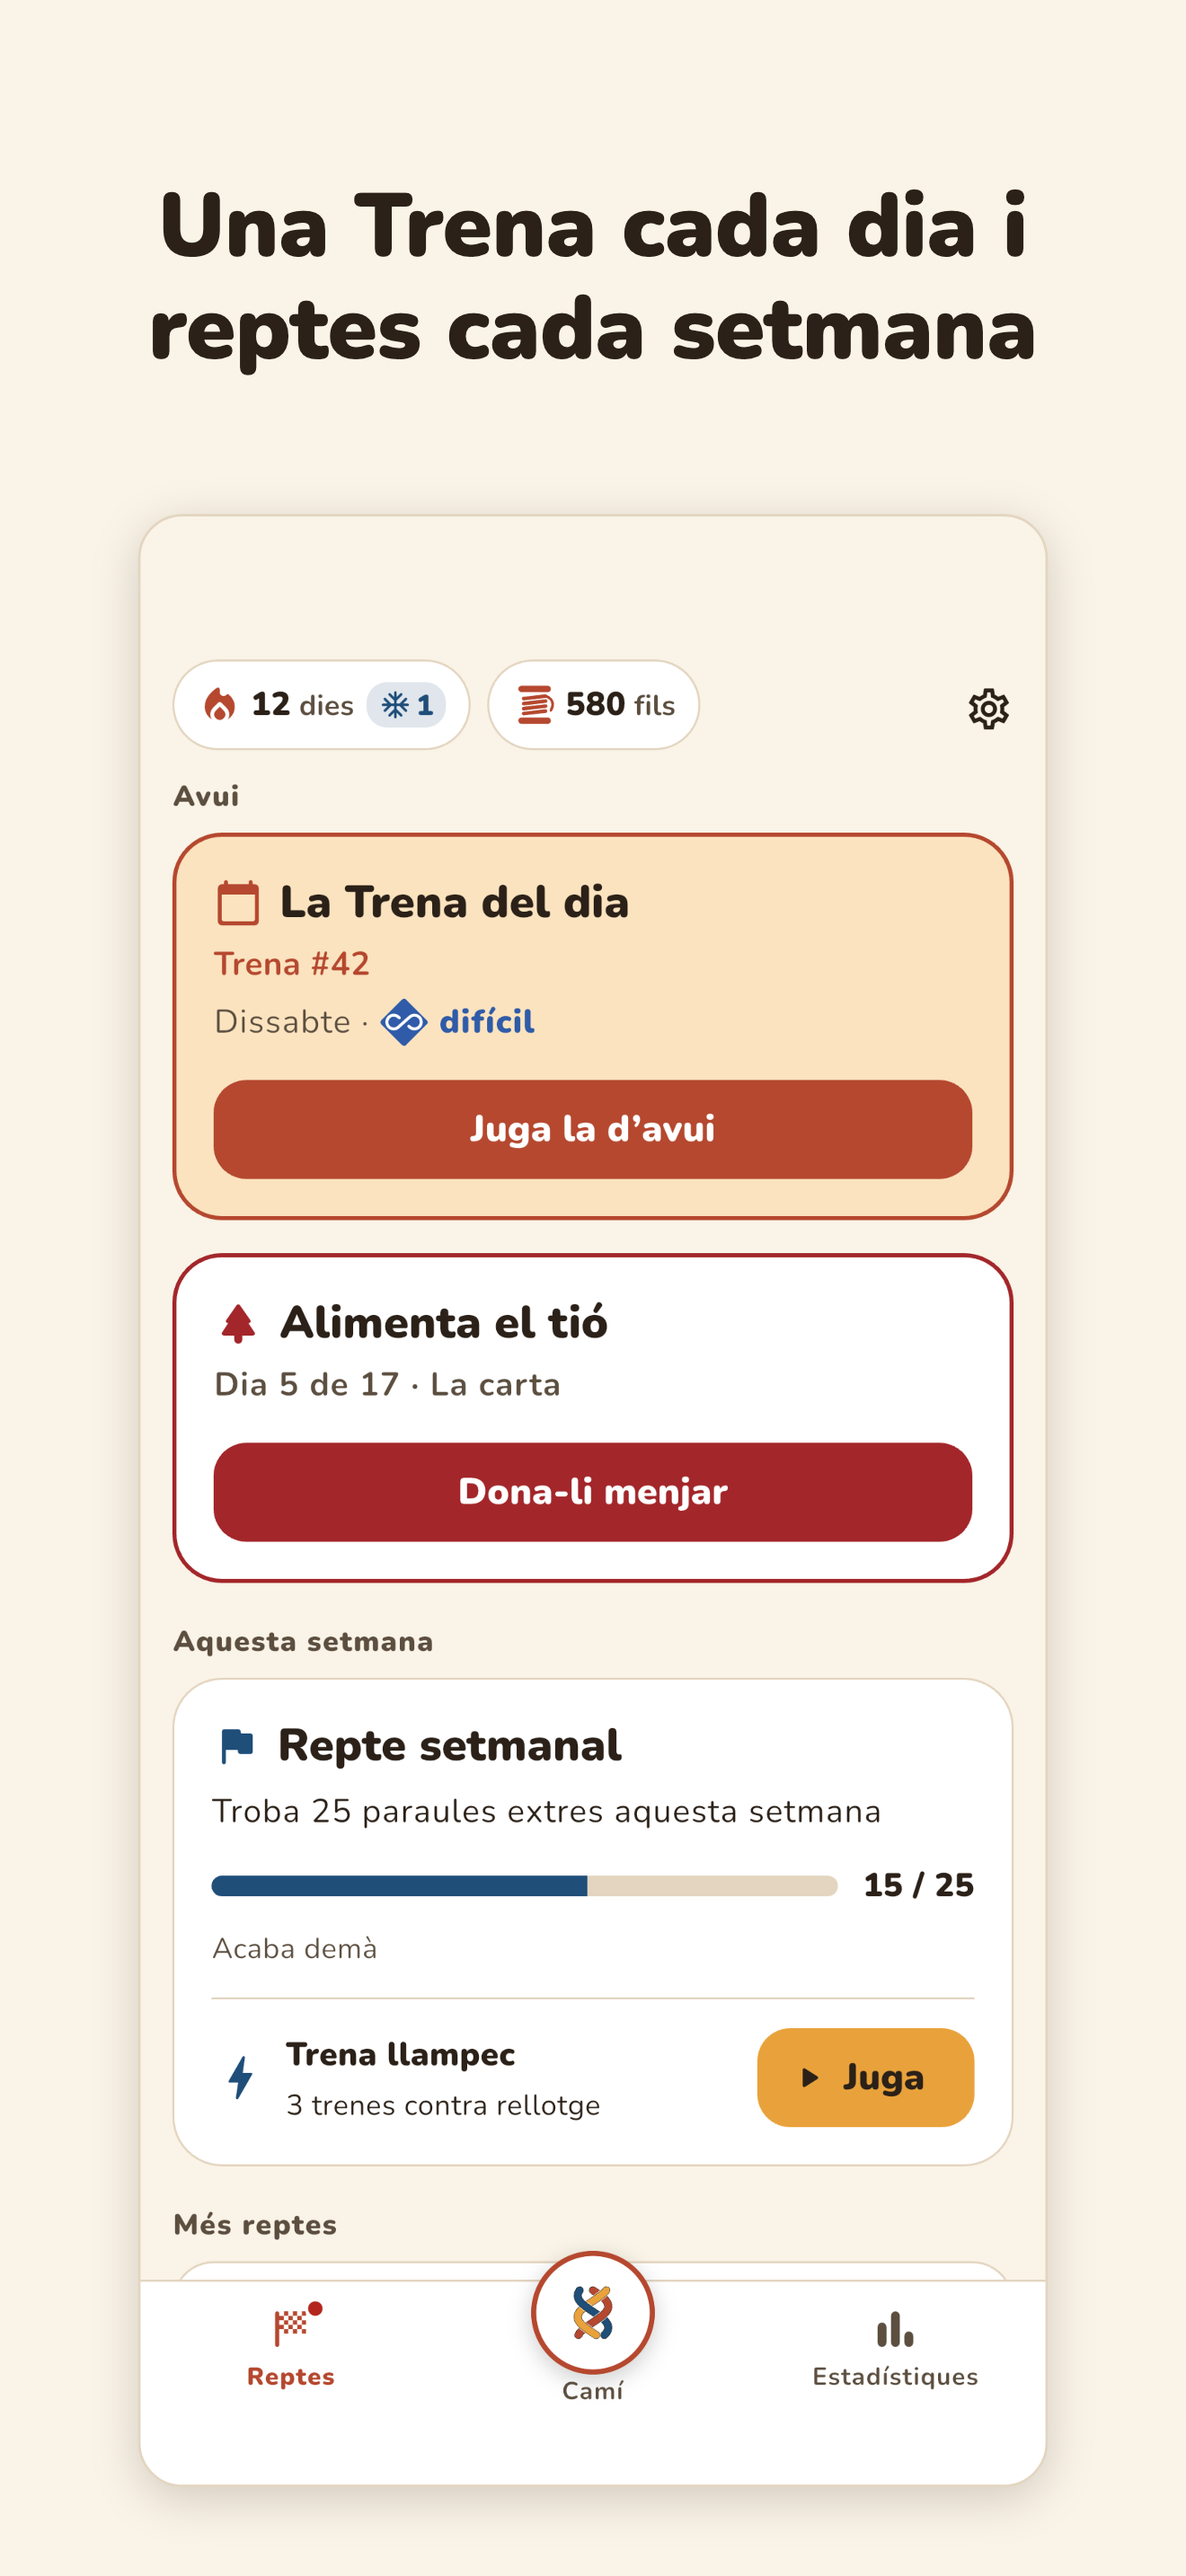 Una Trena cada dia i
reptes cada setmana
12 dies 1
580 fils
Avui
La Trena del dia
Trena #42
Dissabte · difícil
Juga la d’avui
Alimenta el tió
Dia 5 de 17 · La carta
Dona-li menjar
Aquesta setmana
Repte setmanal
Troba 25 paraules extres aquesta setmana
15 / 25
Acaba demà
Trena llampec
3 trenes contra rellotge
Juga
Més reptes
Reptes
Camí
Estadístiques